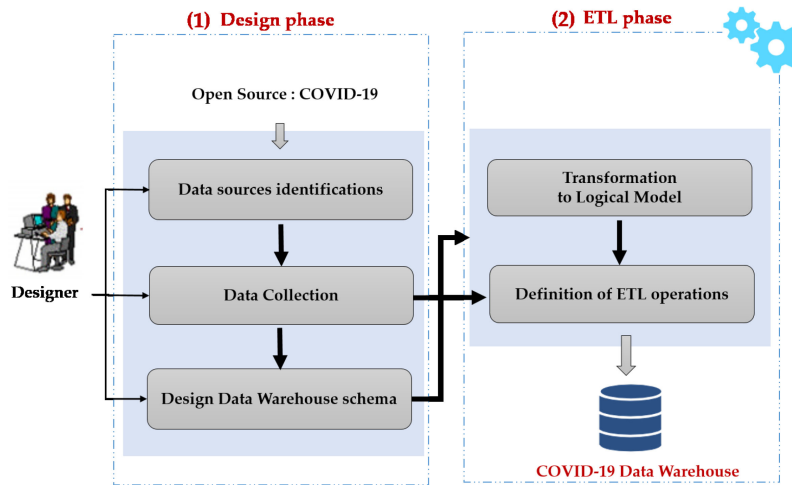 (1) Design phase
Open Source : COVID-19
Data sources identifications
Designer
Data Collection
Design Data Warehouse schema
(2) ETL phase
Transformation
to Logical Model
Definition of ETL operations
COVID-19 Data Warehouse